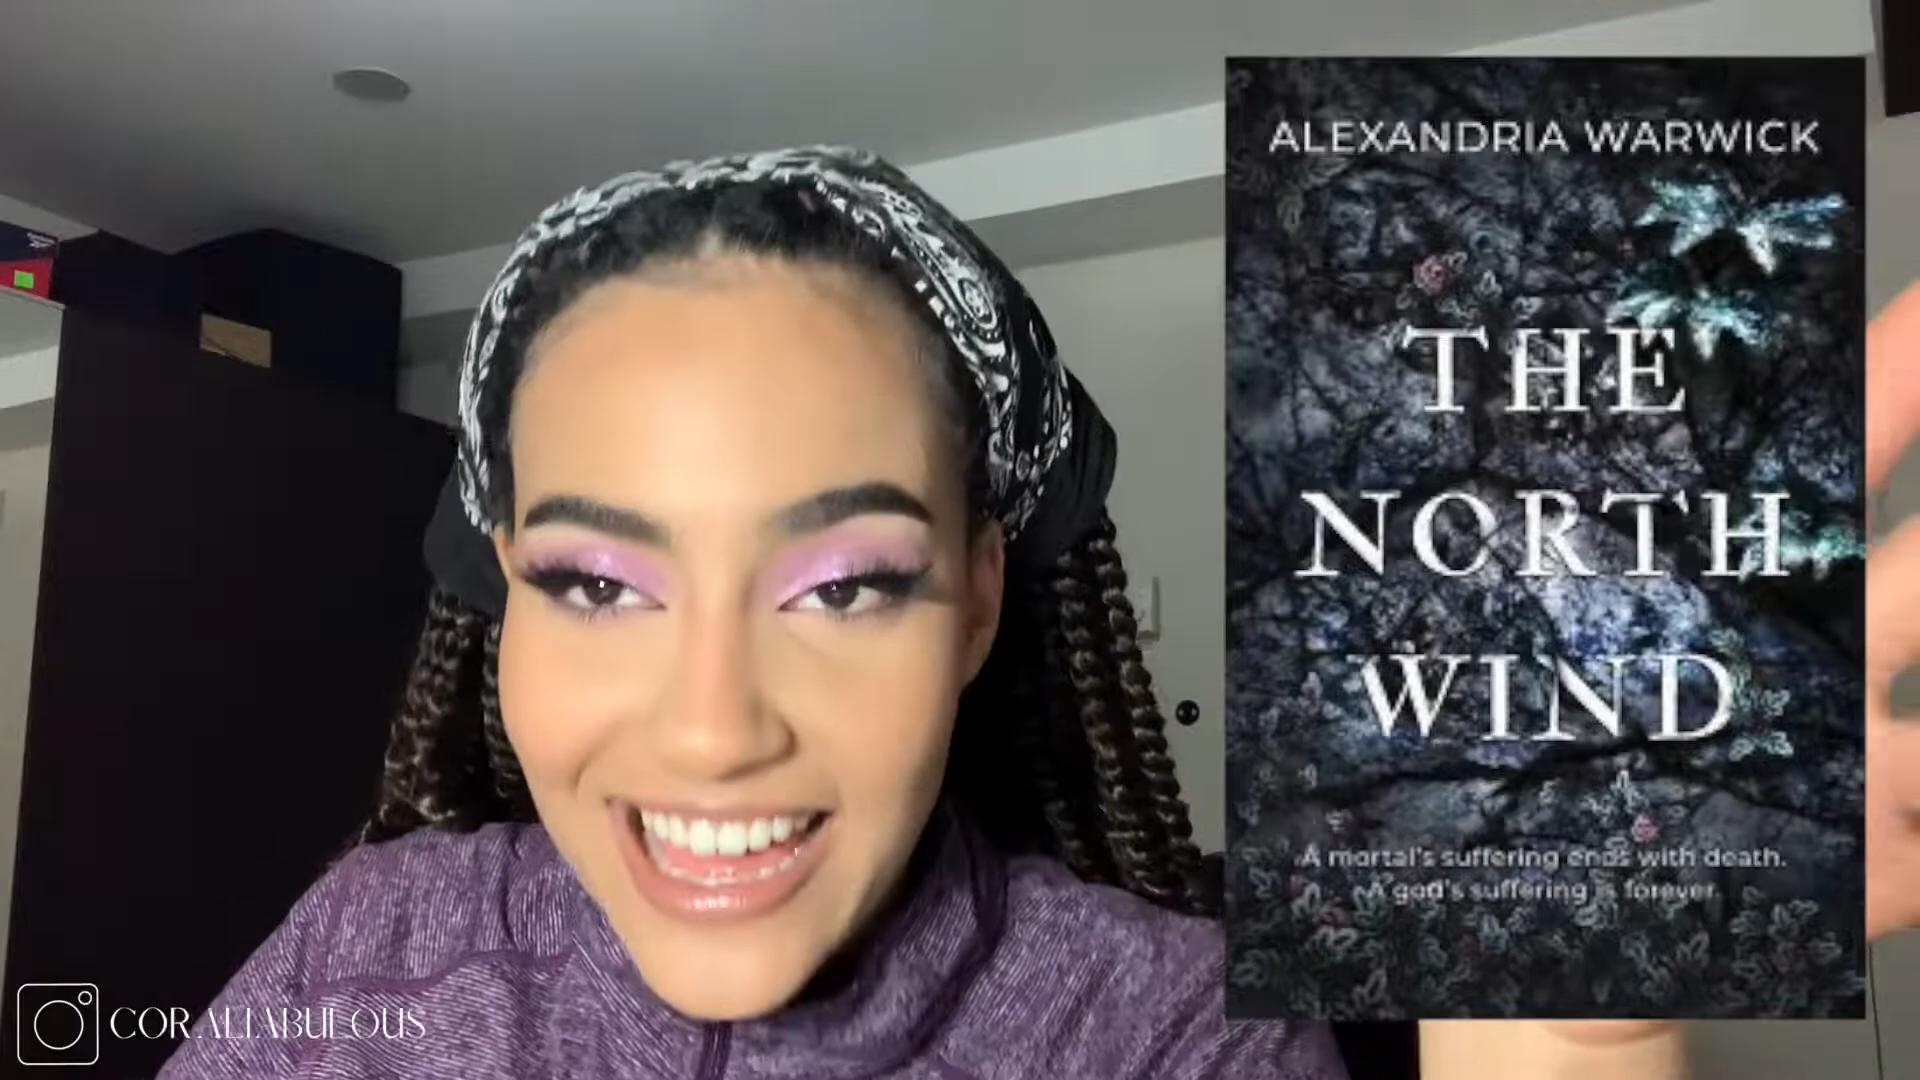 ALEXANDRIA WARWICK
THE
NORTH
WIND
A mortal's suffering ends with death.
A god's suffering is forever.
CORALIABULOUS